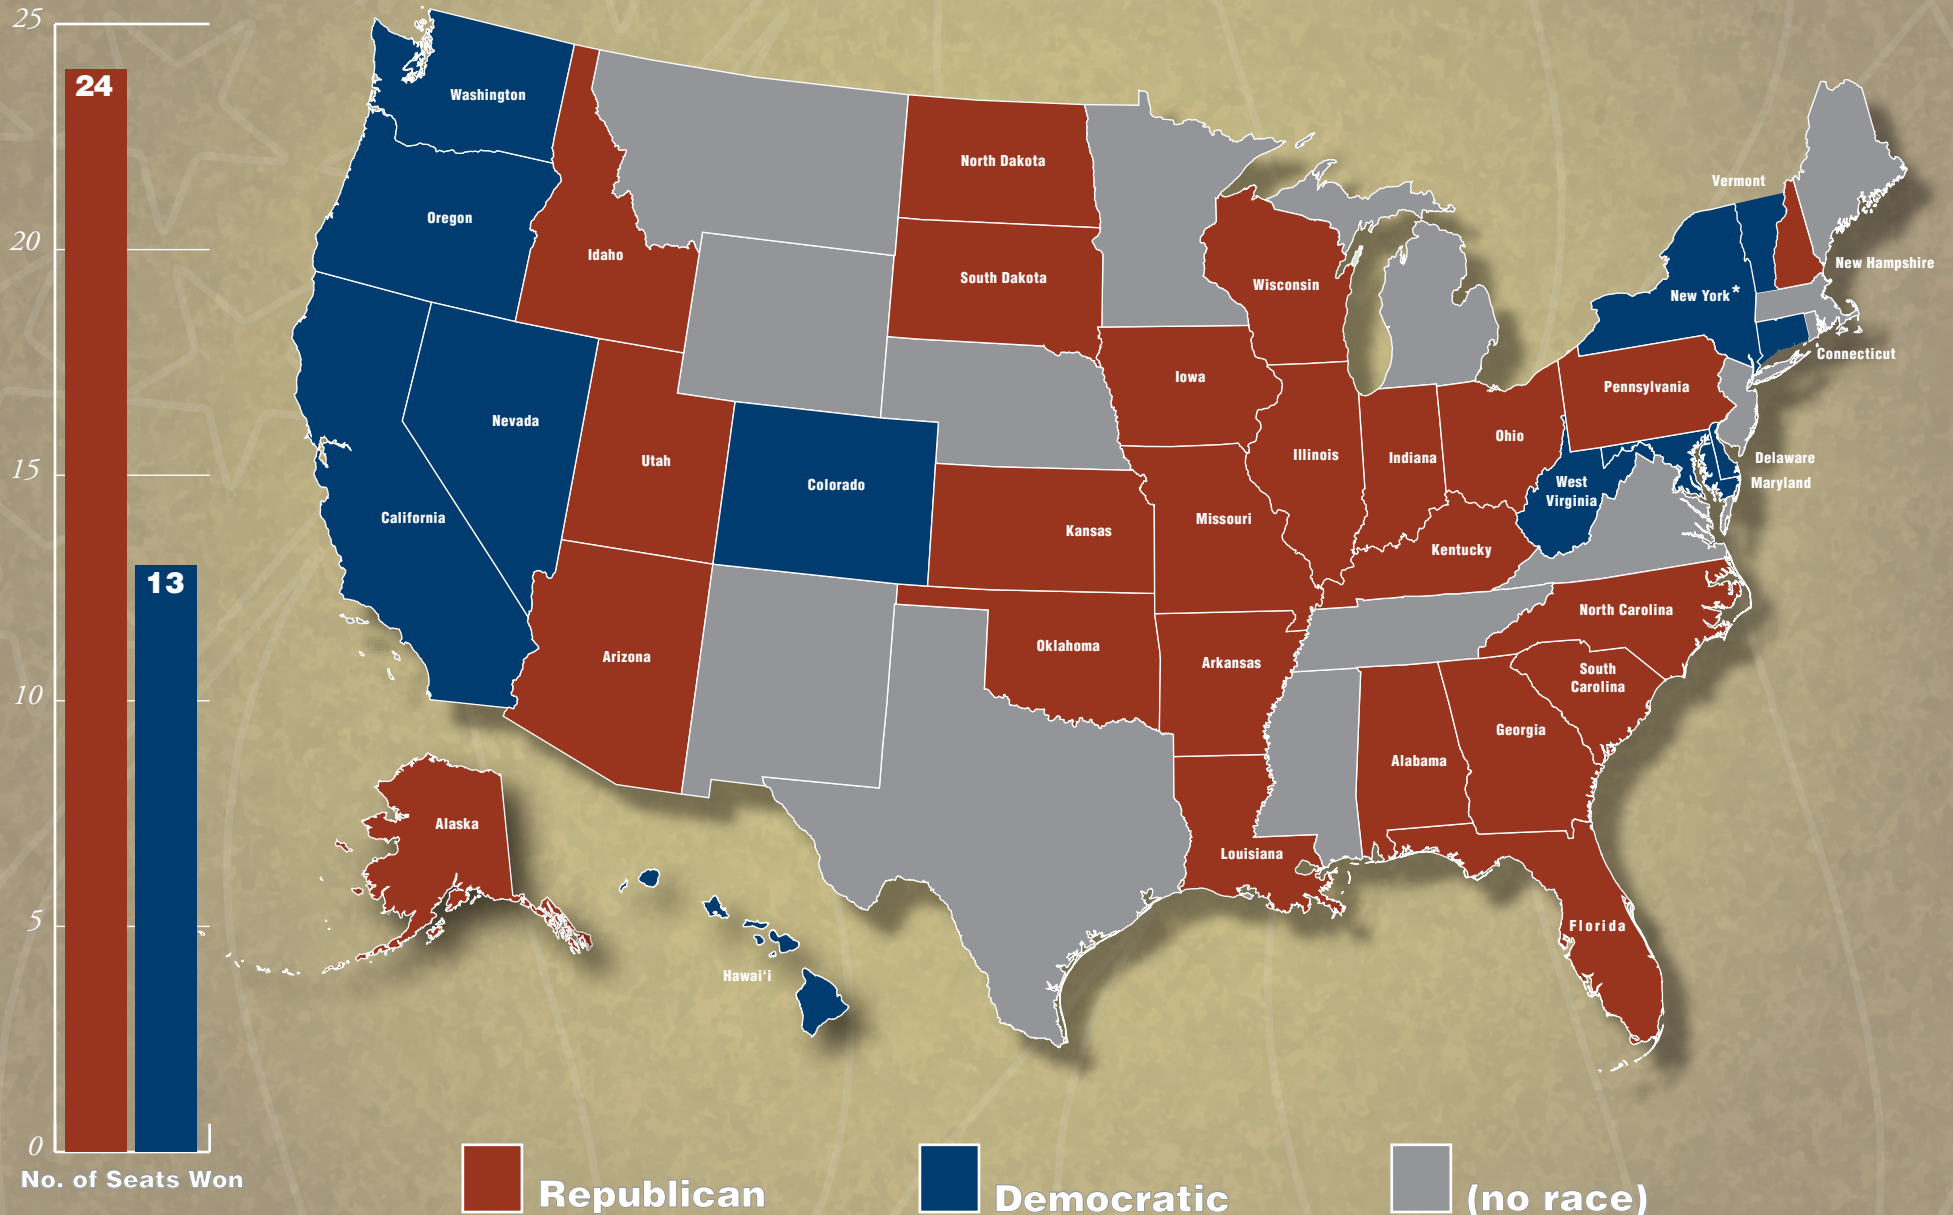 25
24
20
15
13
10
5
0
No. of Seats Won
Washington
Oregon
Idaho
North Dakota
South Dakota
Wisconsin
Vermont
New Hampshire
New York*
Connecticut
Iowa
Pennsylvania
Nevada
Utah
Colorado
California
Illinois
Indiana
Ohio
Delaware
Maryland
West
Virginia
Kansas
Missouri
Kentucky
Arizona
Oklahoma
Arkansas
North Carolina
South
Carolina
Georgia
Alabama
Louisiana
Florida
Alaska
Hawai‘i
Republican
Democratic
(no race)